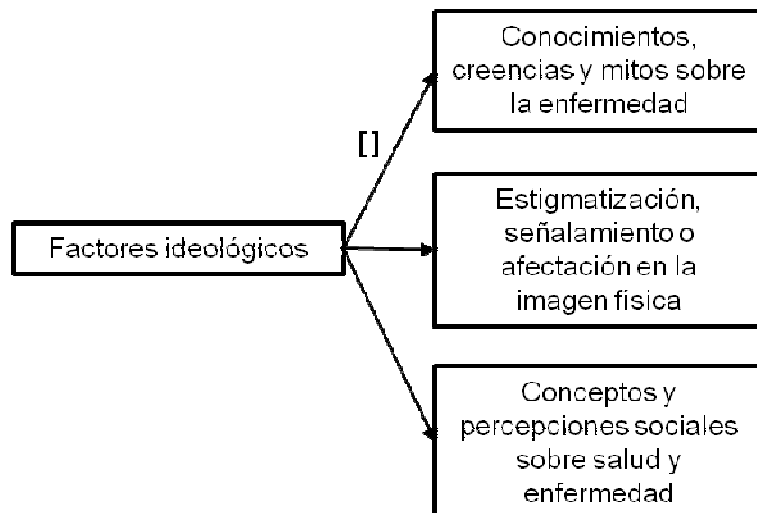 Conocimientos,
creencias y mitos sobre
la enfermedad
[]
Estigmatización,
señalamiento o
afectación en la
imagen física
Factores ideológicos
Conceptos y
percepciones sociales
sobre salud y
enfermedad